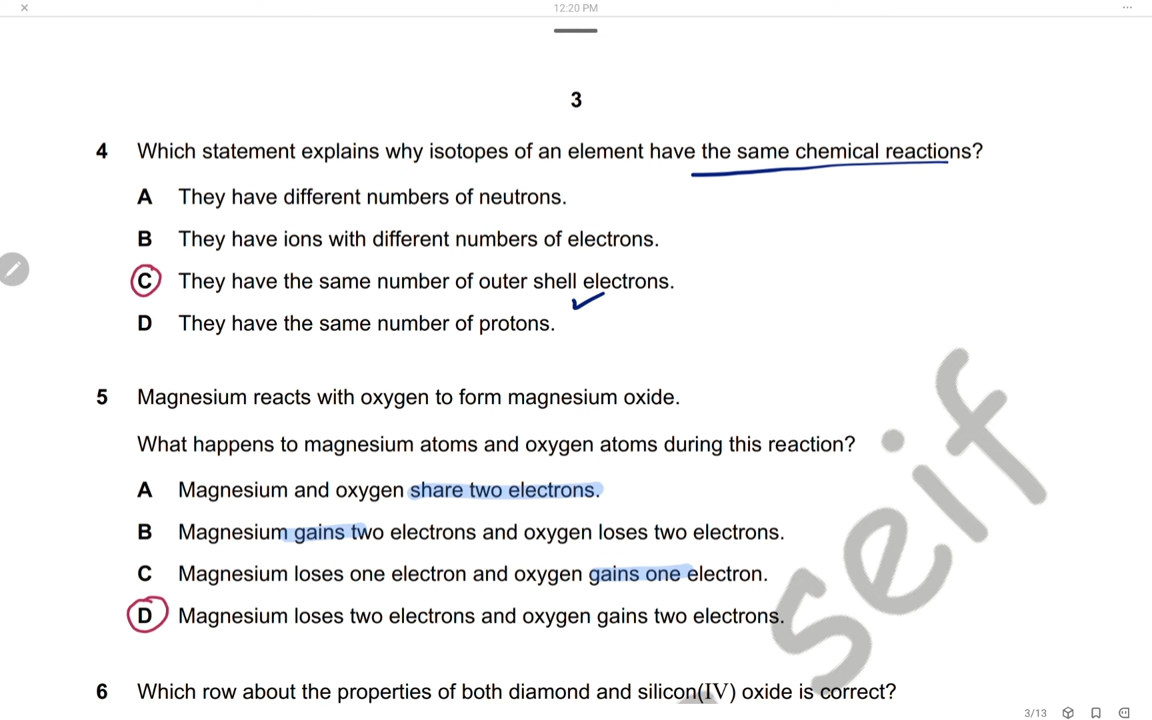 12:20 PM
3
4 Which statement explains why isotopes of an element have the same chemical reactions?
A They have different numbers of neutrons.
B They have ions with different numbers of electrons.
C They have the same number of outer shell electrons.
D They have the same number of protons.
5 Magnesium reacts with oxygen to form magnesium oxide.
What happens to magnesium atoms and oxygen atoms during this reaction?
A Magnesium and oxygen share two electrons.
B Magnesium gains two electrons and oxygen loses two electrons.
C Magnesium loses one electron and oxygen gains one electron.
D Magnesium loses two electrons and oxygen gains two electrons.
seif
6 Which row about the properties of both diamond and silicon(IV) oxide is correct?
3/13